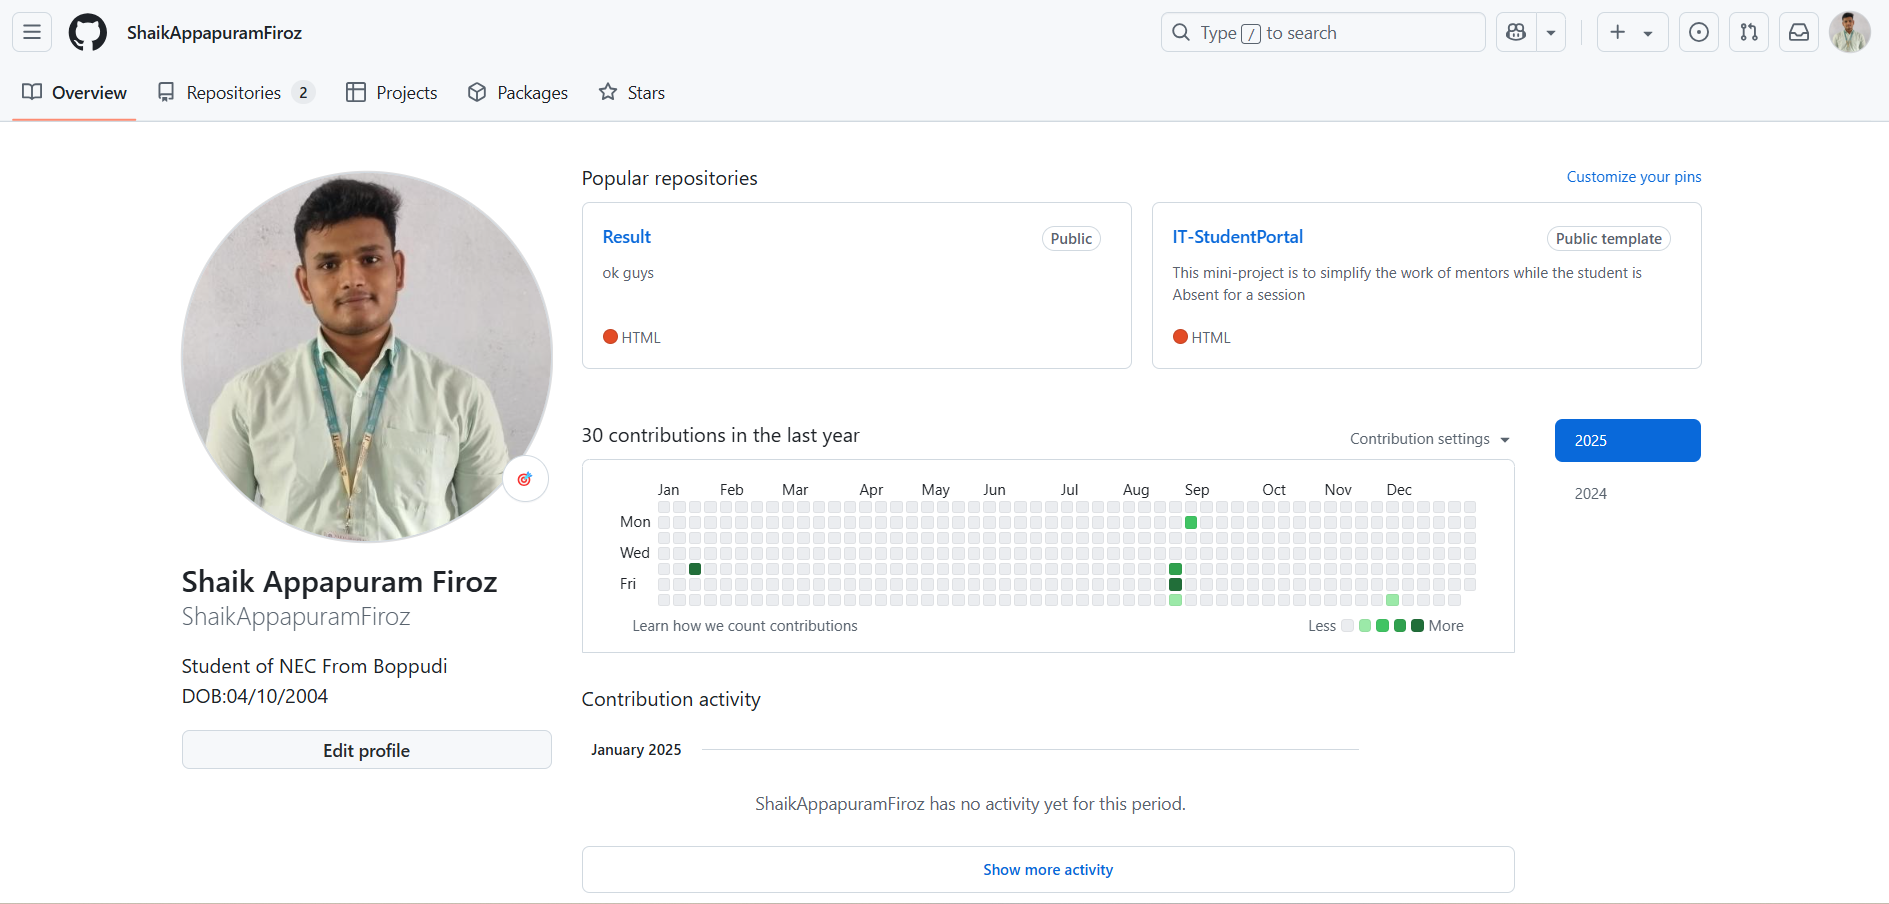 ShaikAppapuramFiroz
Type / to search
Overview
Repositories 2
Projects
Packages
Stars
Popular repositories
Customize your pins
Result
Public
ok guys
HTML
IT-StudentPortal
Public template
This mini-project is to simplify the work of mentors while the student is
Absent for a session
HTML
Shaik Appapuram Firoz
ShaikAppapuramFiroz
Student of NEC From Boppudi
DOB:04/10/2004
Edit profile
30 contributions in the last year
Contribution settings
2025
2024
Jan Feb Mar Apr May Jun Jul Aug Sep Oct Nov Dec
Mon
Wed
Fri
Learn how we count contributions
Less More
Contribution activity
January 2025
ShaikAppapuramFiroz has no activity yet for this period.
Show more activity